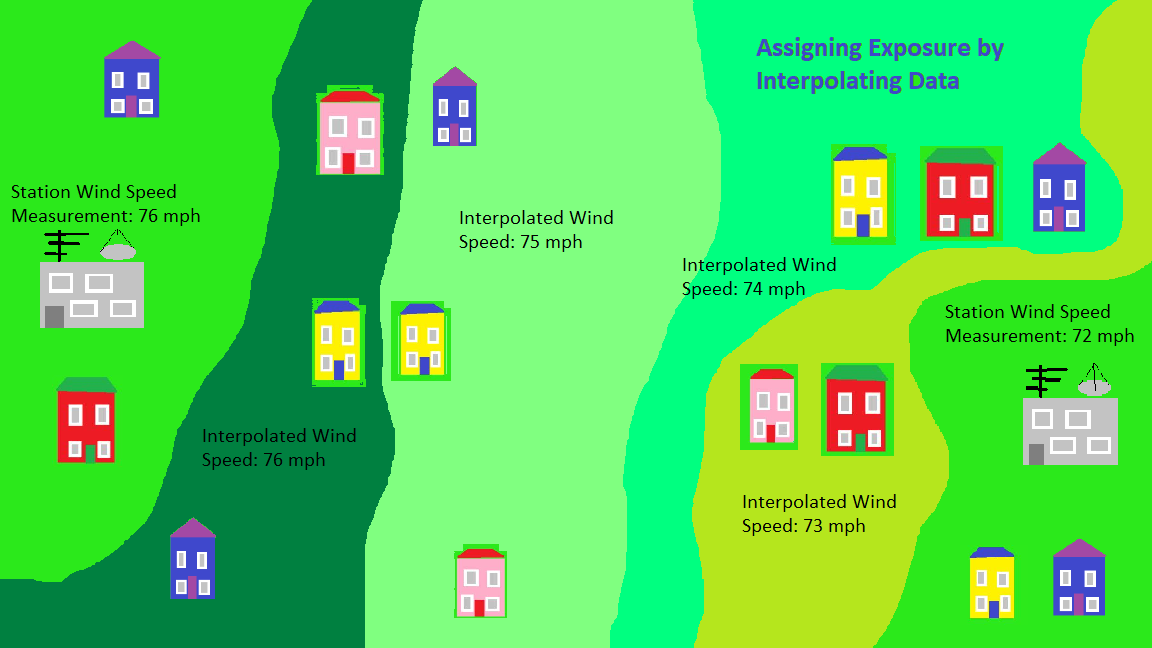 Assigning Exposure by
Interpolating Data
Station Wind Speed
Measurement: 76 mph
Interpolated Wind
Speed: 75 mph
Interpolated Wind
Speed: 74 mph
Station Wind Speed
Measurement: 72 mph
Interpolated Wind
Speed: 76 mph
Interpolated Wind
Speed: 73 mph